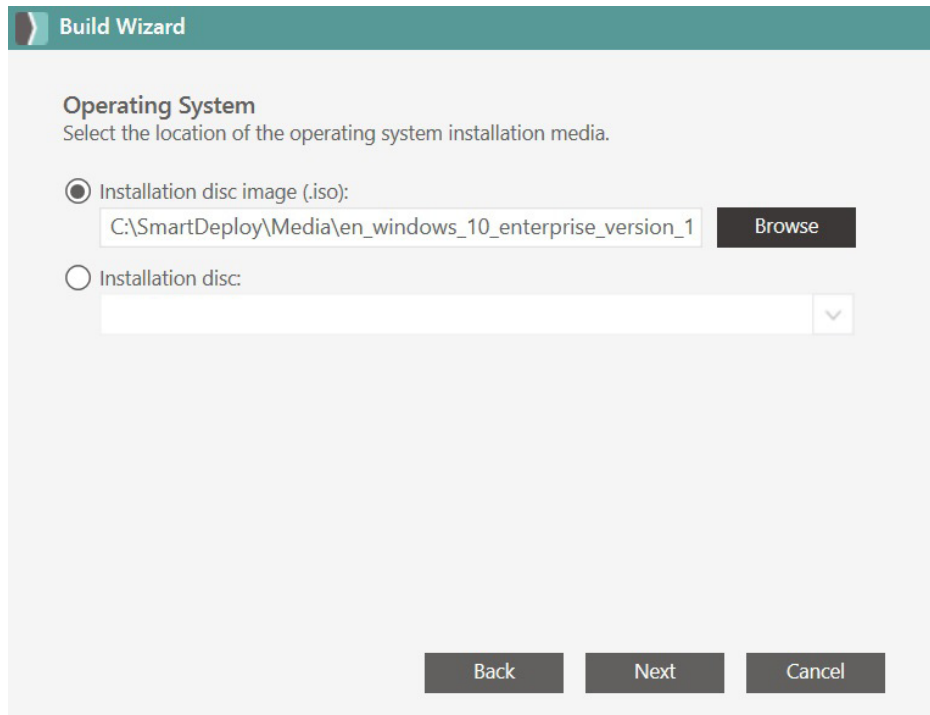 Build Wizard
Operating System
Select the location of the operating system installation media.
Installation disc image (.iso):
C:\SmartDeploy\Media\en_windows_10_enterprise_version_1
Browse
Installation disc:
Back
Next
Cancel